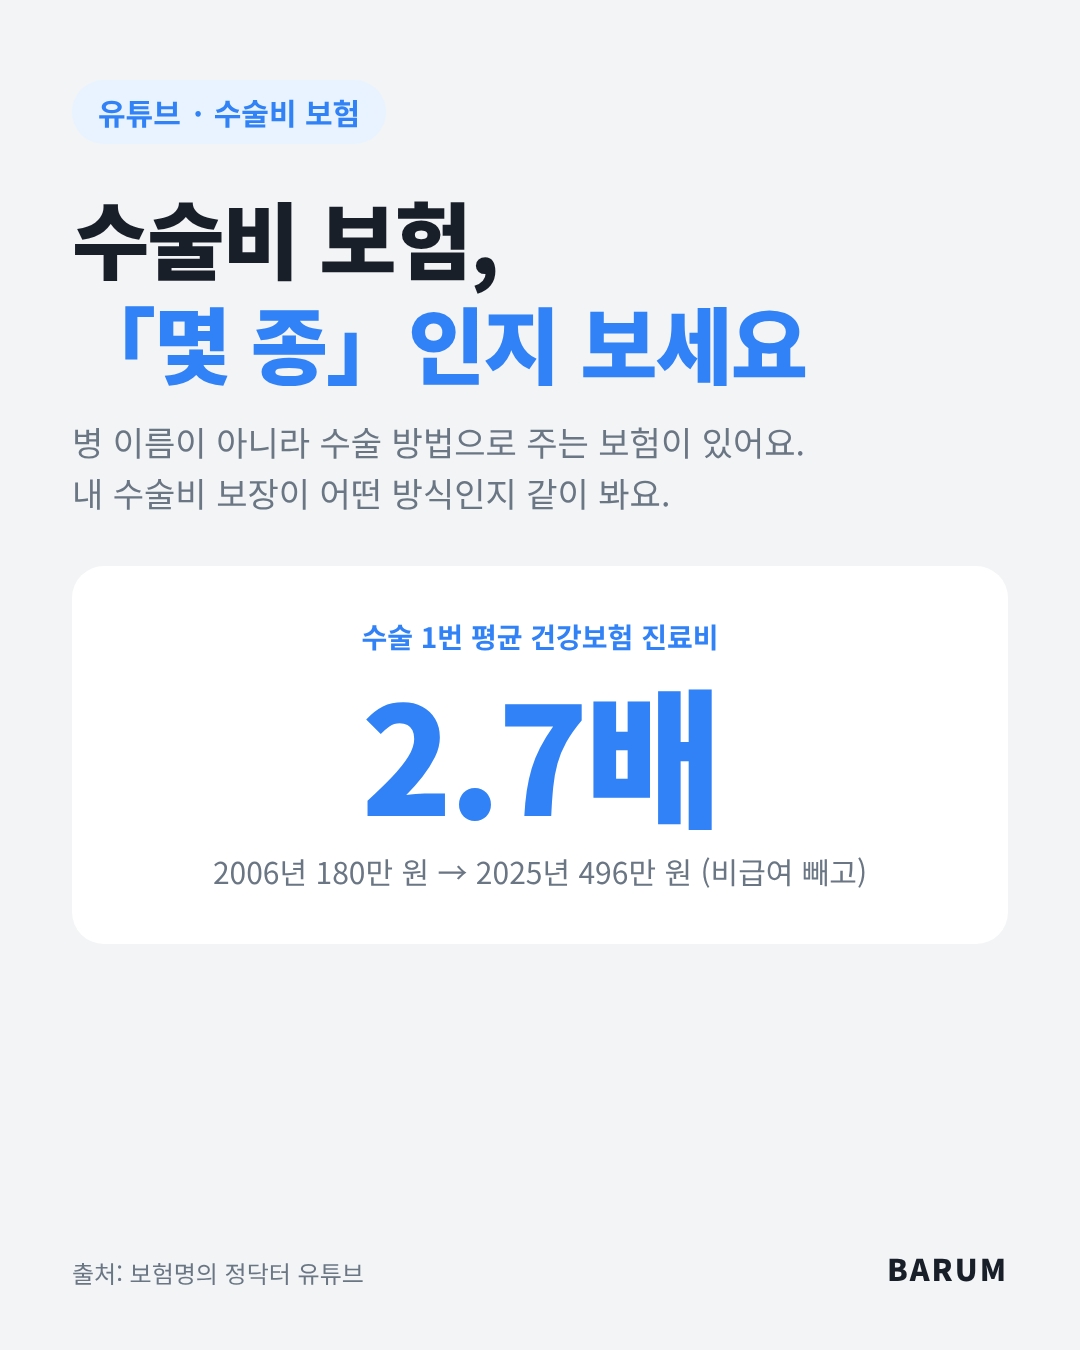 유튜브 · 수술비 보험
수술비 보험,
「몇 종」인지 보세요
병 이름이 아니라 수술 방법으로 주는 보험이 있어요.
내 수술비 보장이 어떤 방식인지 같이 봐요.
수술 1번 평균 건강보험 진료비
2.7배
2006년 180만 원 → 2025년 496만 원 (비급여 빼고)
출처: 보험명의 정닥터 유튜브
BARUM